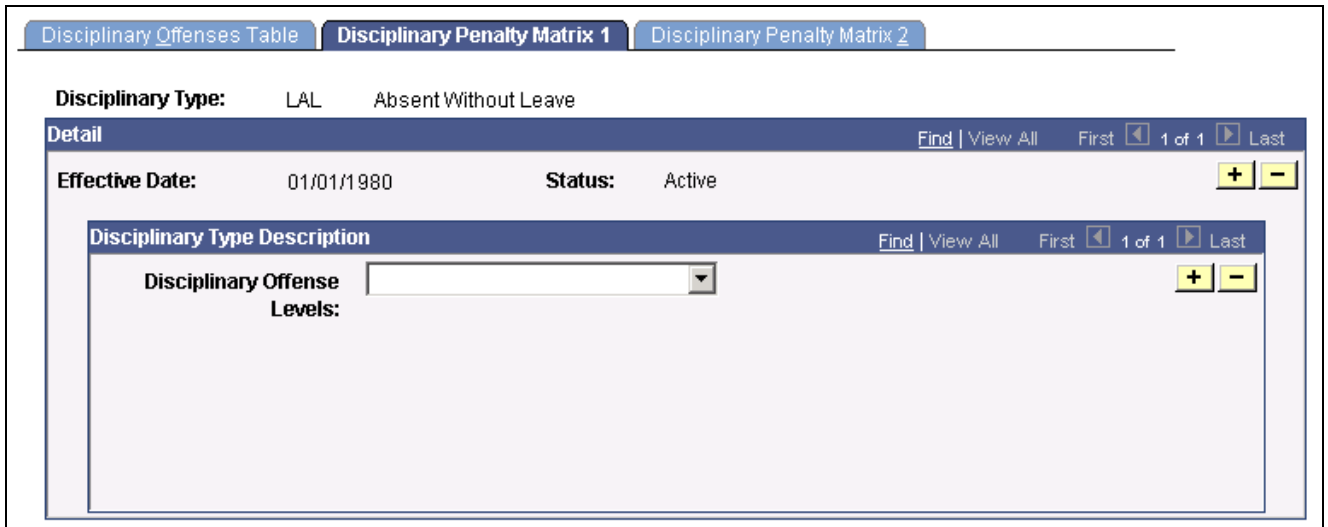 Disciplinary Offenses Table Disciplinary Penalty Matrix 1 Disciplinary Penalty Matrix 2
Disciplinary Type: LAL Absent Without Leave
Detail Find | View All First 1 of 1 Last
Effective Date: 01/01/1980 Status: Active + −
Disciplinary Type Description Find | View All First 1 of 1 Last
Disciplinary Offense + −
Levels: